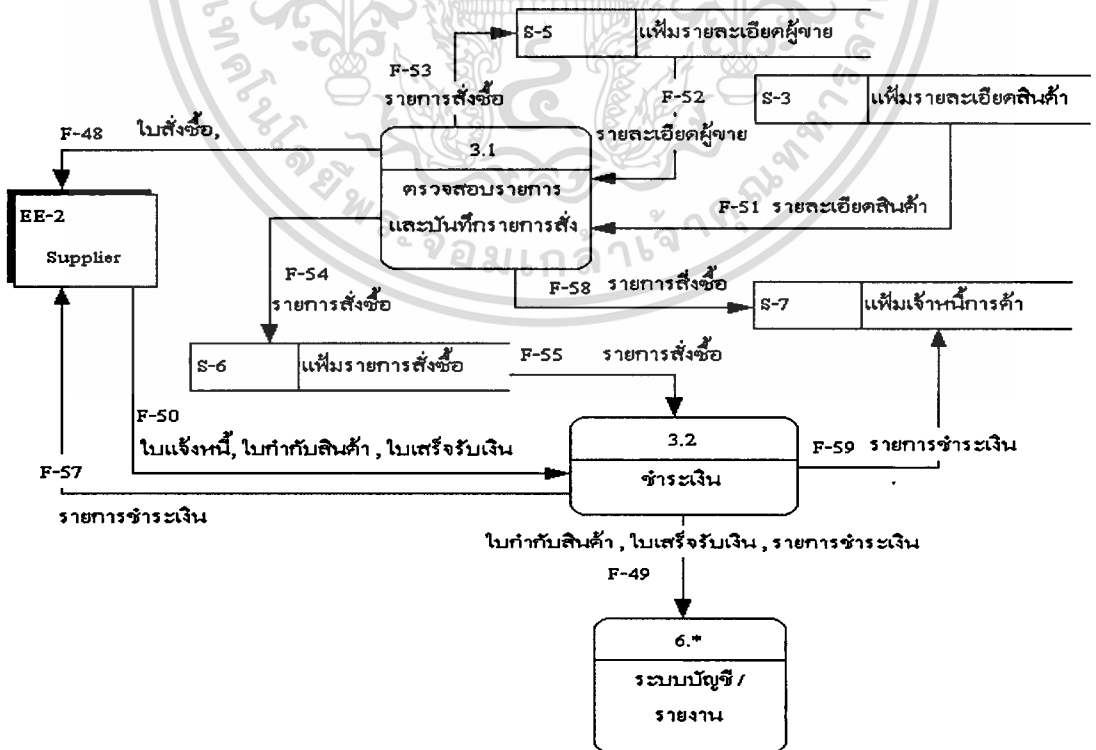 S-5 แฟ้มรายละเอียดผู้ขาย
F-53
รายการสั่งซื้อ
F-52
รายละเอียดผู้ขาย
S-3 แฟ้มรายละเอียดสินค้า
F-48 ใบสั่งซื้อ,
3.1
ตรวจสอบรายการ
และบันทึกรายการสั่ง
F-51 รายละเอียดสินค้า
EE-2
Supplier
F-54
รายการสั่งซื้อ
F-58 รายการสั่งซื้อ
S-7 แฟ้มเจ้าหนี้การค้า
S-6 แฟ้มรายการสั่งซื้อ
F-55 รายการสั่งซื้อ
F-50
ใบแจ้งหนี้, ใบกำกับสินค้า , ใบเสร็จรับเงิน
3.2
ชำระเงิน
F-59 รายการชำระเงิน
F-57
รายการชำระเงิน
ใบกำกับสินค้า , ใบเสร็จรับเงิน , รายการชำระเงิน
F-49
6.*
ระบบบัญชี /
รายงาน